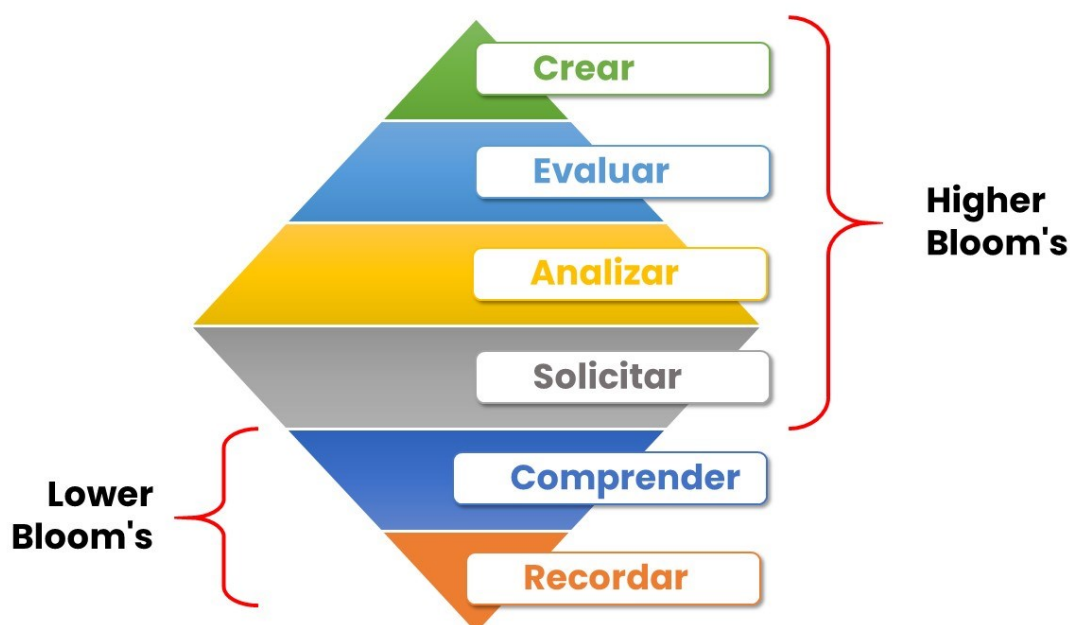 Crear
Evaluar
Analizar
Solicitar
Comprender
Recordar
Higher
Bloom's
Lower
Bloom's